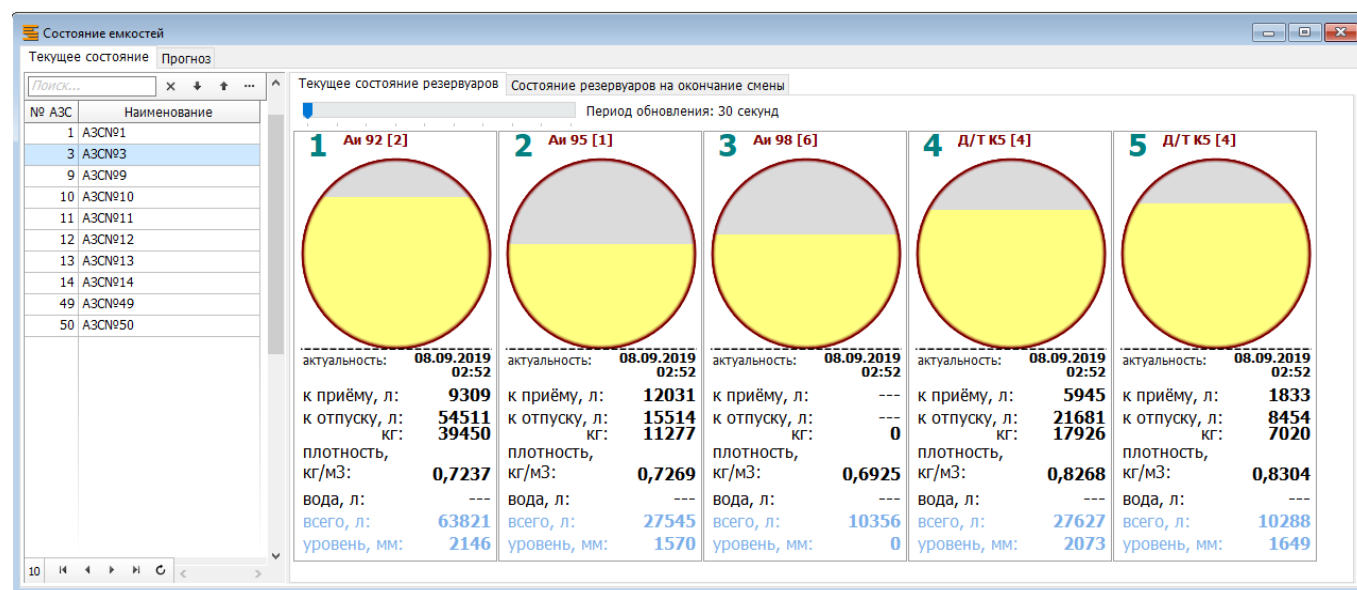 Состояние емкостей
Текущее состояние Прогноз
Поиск...
№ АЗС Наименование
1 АЗС№1
3 АЗС№3
9 АЗС№9
10 АЗС№10
11 АЗС№11
12 АЗС№12
13 АЗС№13
14 АЗС№14
49 АЗС№49
50 АЗС№50
10
Текущее состояние резервуаров Состояние резервуаров на окончание смены
Период обновления: 30 секунд
1 Аи 92 [2]
актуальность: 08.09.2019
02:52
к приёму, л: 9309
к отпуску, л: 54511
кг: 39450
плотность,
кг/м3: 0,7237
вода, л: ---
всего, л: 63821
уровень, мм: 2146
2 Аи 95 [1]
актуальность: 08.09.2019
02:52
к приёму, л: 12031
к отпуску, л: 15514
кг: 11277
плотность,
кг/м3: 0,7269
вода, л: ---
всего, л: 27545
уровень, мм: 1570
3 Аи 98 [6]
актуальность: 08.09.2019
02:52
к приёму, л: ---
к отпуску, л: ---
кг: 0
плотность,
кг/м3: 0,6925
вода, л: ---
всего, л: 10356
уровень, мм: 0
4 Д/Т К5 [4]
актуальность: 08.09.2019
02:52
к приёму, л: 5945
к отпуску, л: 21681
кг: 17926
плотность,
кг/м3: 0,8268
вода, л: ---
всего, л: 27627
уровень, мм: 2073
5 Д/Т К5 [4]
актуальность: 08.09.2019
02:52
к приёму, л: 1833
к отпуску, л: 8454
кг: 7020
плотность,
кг/м3: 0,8304
вода, л: ---
всего, л: 10288
уровень, мм: 1649